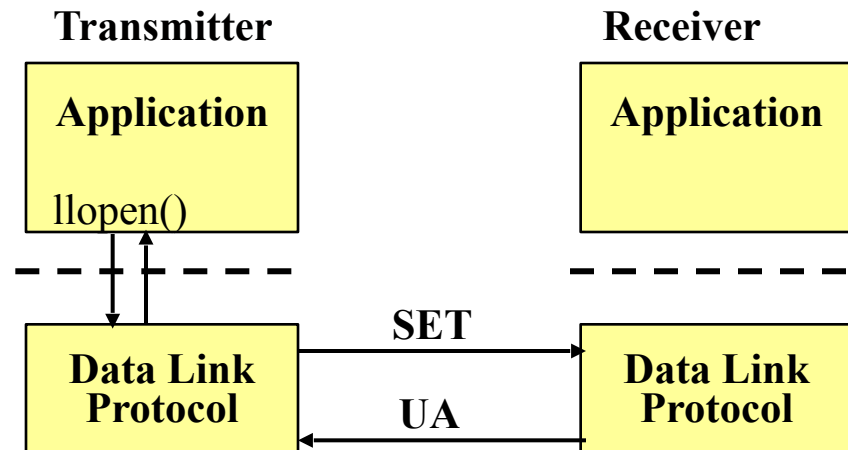 Transmitter
Receiver
Application
llopen()
Application
SET
UA
Data Link
Protocol
Data Link
Protocol